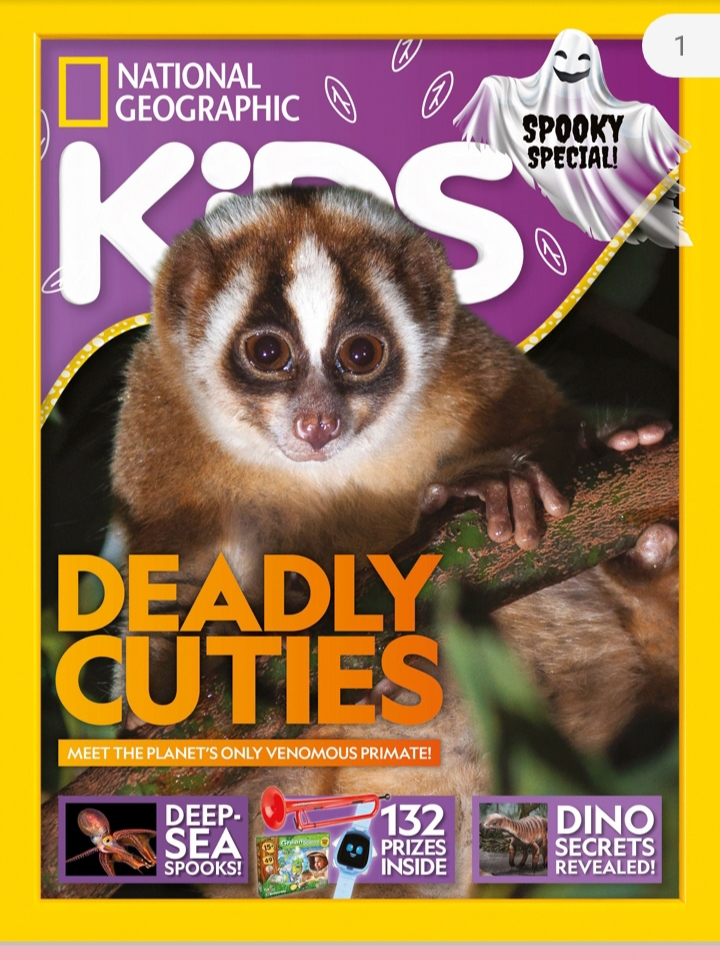 1
NATIONAL
GEOGRAPHIC
KiDS
SPOOKY
SPECIAL!
DEADLY
CUTIES
MEET THE PLANET'S ONLY VENOMOUS PRIMATE!
DEEP-
SEA
SPOOKS!
132
PRIZES
INSIDE
DINO
SECRETS
REVEALED!